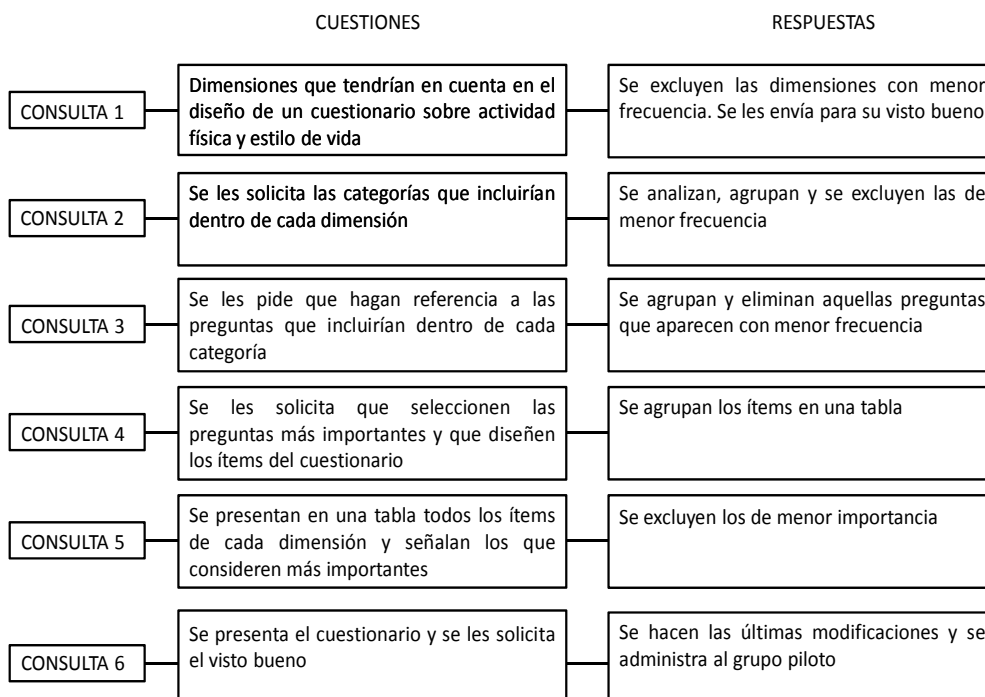 CUESTIONES
RESPUESTAS
CONSULTA 1
Dimensiones que tendrían en cuenta en el
diseño de un cuestionario sobre actividad
física y estilo de vida
Se excluyen las dimensiones con menor
frecuencia. Se les envía para su visto bueno
CONSULTA 2
Se les solicita las categorías que incluirían
dentro de cada dimensión
Se analizan, agrupan y se excluyen las de
menor frecuencia
CONSULTA 3
Se les pide que hagan referencia a las
preguntas que incluirían dentro de cada
categoría
Se agrupan y eliminan aquellas preguntas
que aparecen con menor frecuencia
CONSULTA 4
Se les solicita que seleccionen las
preguntas más importantes y que diseñen
los ítems del cuestionario
Se agrupan los ítems en una tabla
CONSULTA 5
Se presentan en una tabla todos los ítems
de cada dimensión y señalan los que
consideren más importantes
Se excluyen los de menor importancia
CONSULTA 6
Se presenta el cuestionario y se les solicita
el visto bueno
Se hacen las últimas modificaciones y se
administra al grupo piloto